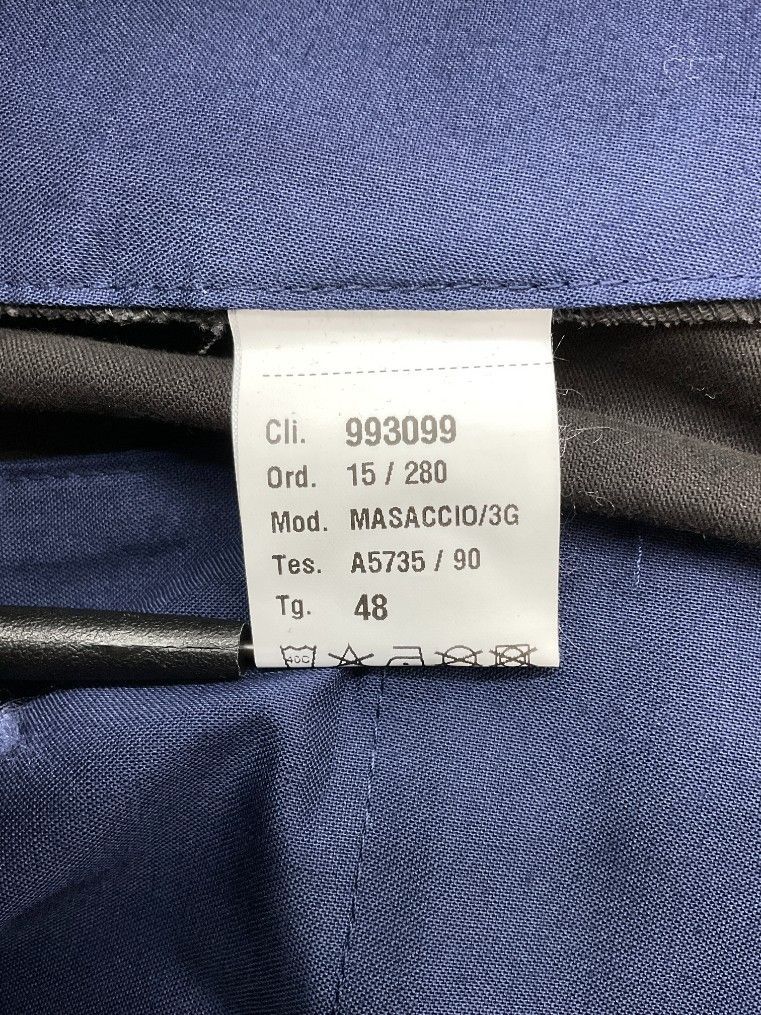 Cli. 993099
Ord. 15 / 280
Mod. MASACCIO/3G
Tes. A5735 / 90
Tg. 48